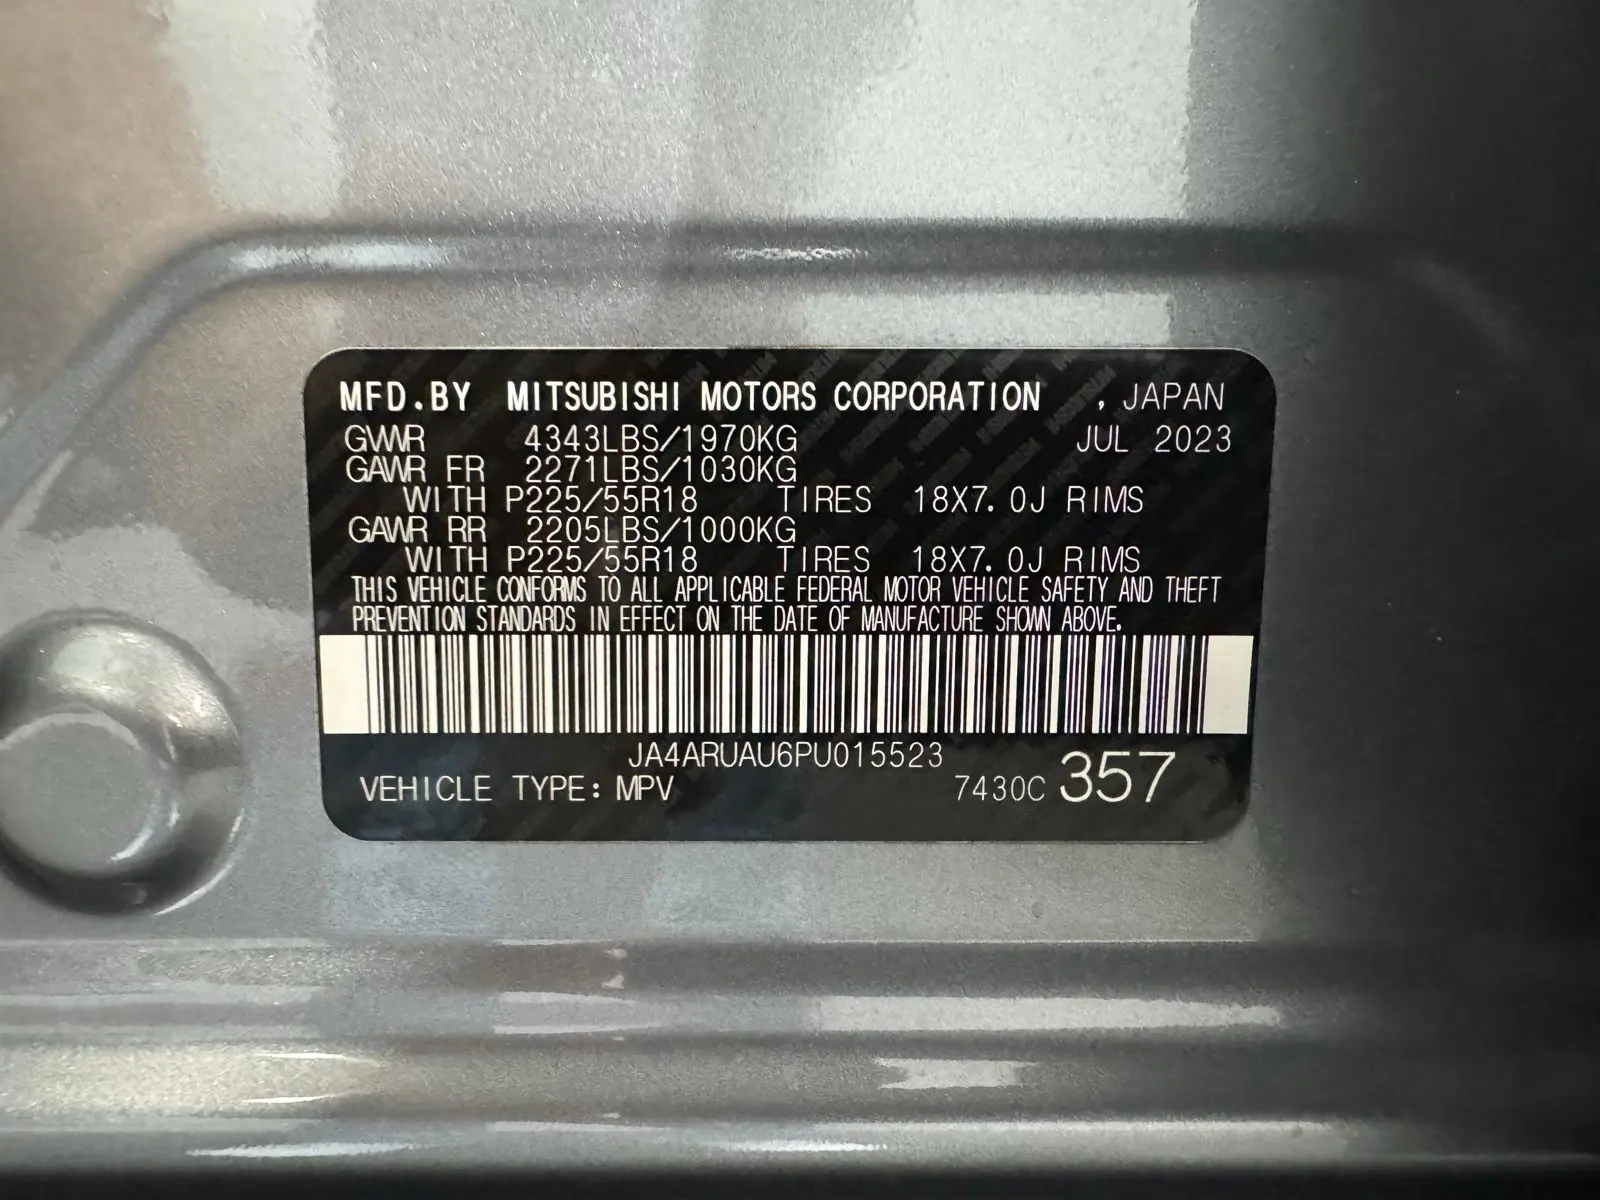 MFD.BY MITSUBISHI MOTORS CORPORATION , JAPAN
GVWR 4343LBS/1970KG JUL 2023
GAWR FR 2271LBS/1030KG
WITH P225/55R18 TIRES 18X7.0J RIMS
GAWR RR 2205LBS/1000KG
WITH P225/55R18 TIRES 18X7.0J RIMS
THIS VEHICLE CONFORMS TO ALL APPLICABLE FEDERAL MOTOR VEHICLE SAFETY AND THEFT
PREVENTION STANDARDS IN EFFECT ON THE DATE OF MANUFACTURE SHOWN ABOVE.
JA4ARUAU6PU015523
VEHICLE TYPE: MPV 7430C 357